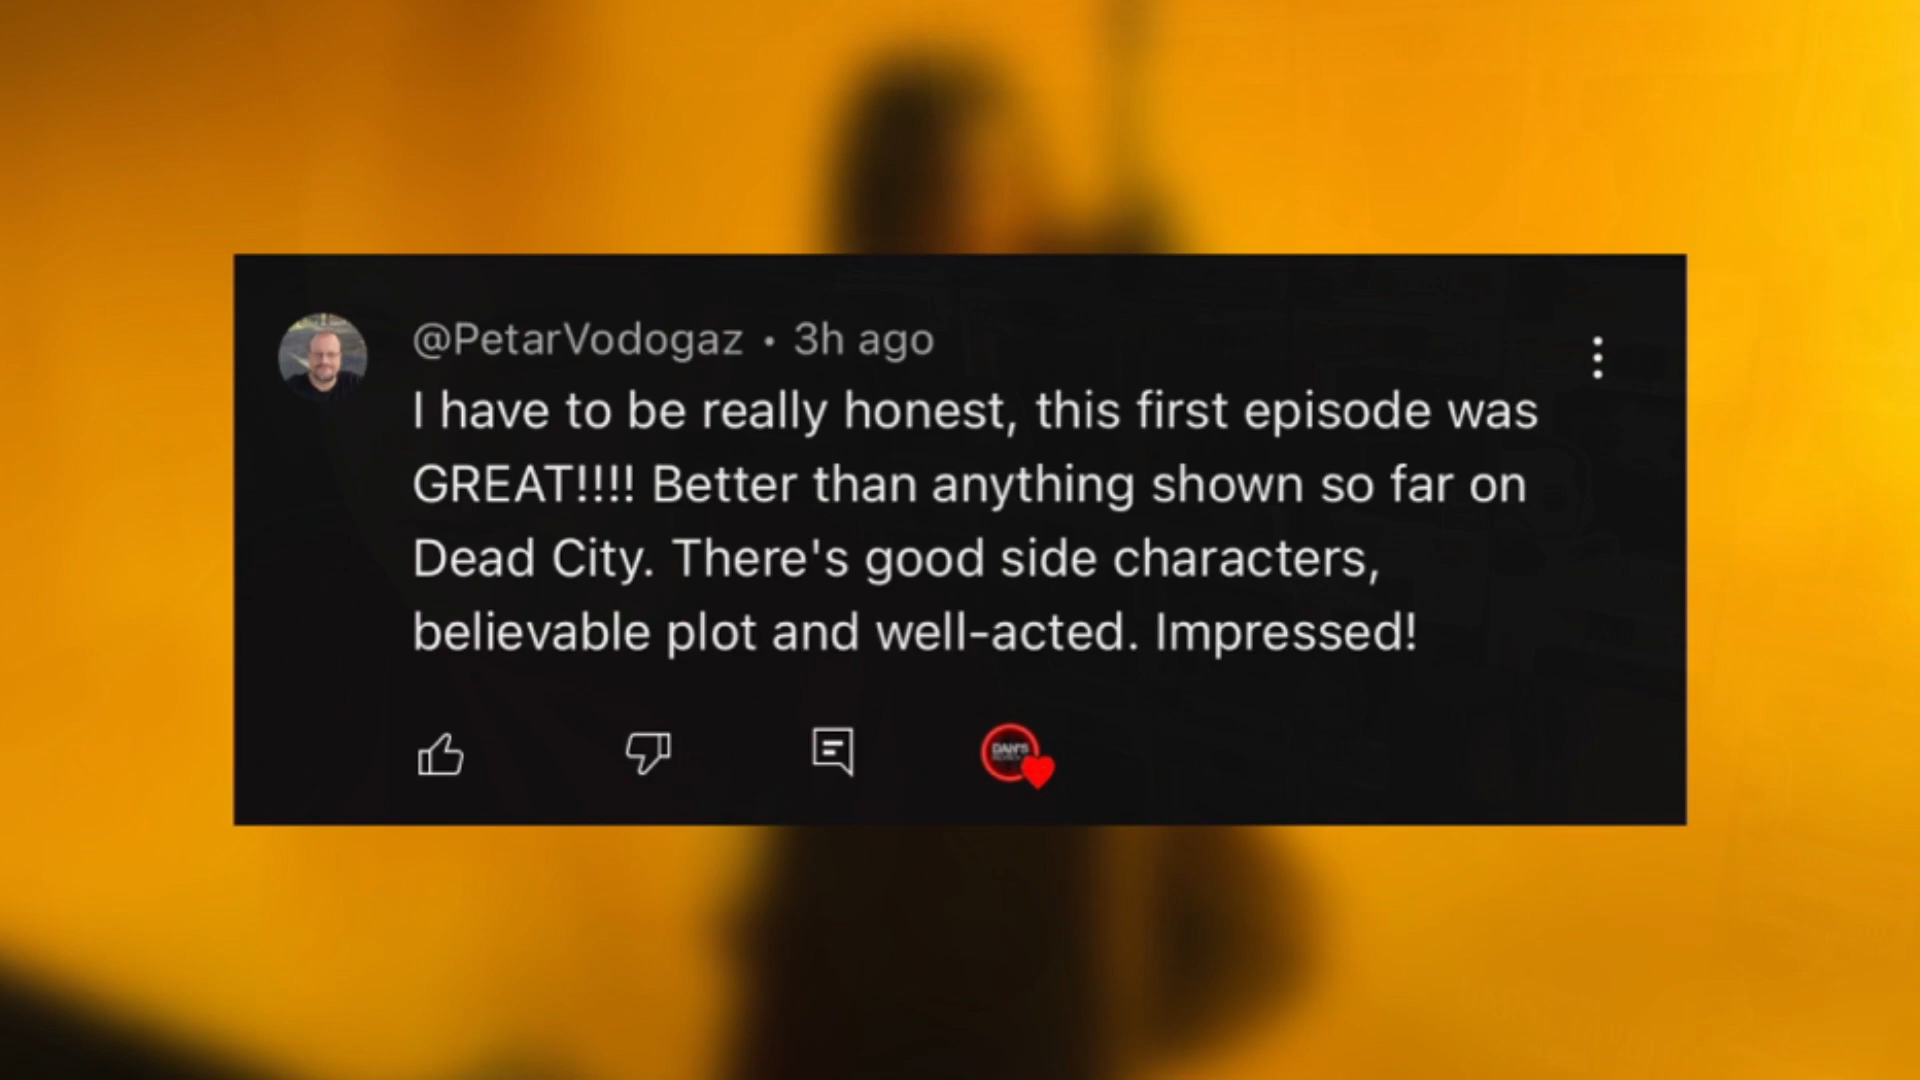 @PetarVodogaz • 3h ago
I have to be really honest, this first episode was
GREAT!!!! Better than anything shown so far on
Dead City. There's good side characters,
believable plot and well-acted. Impressed!
DAN'S